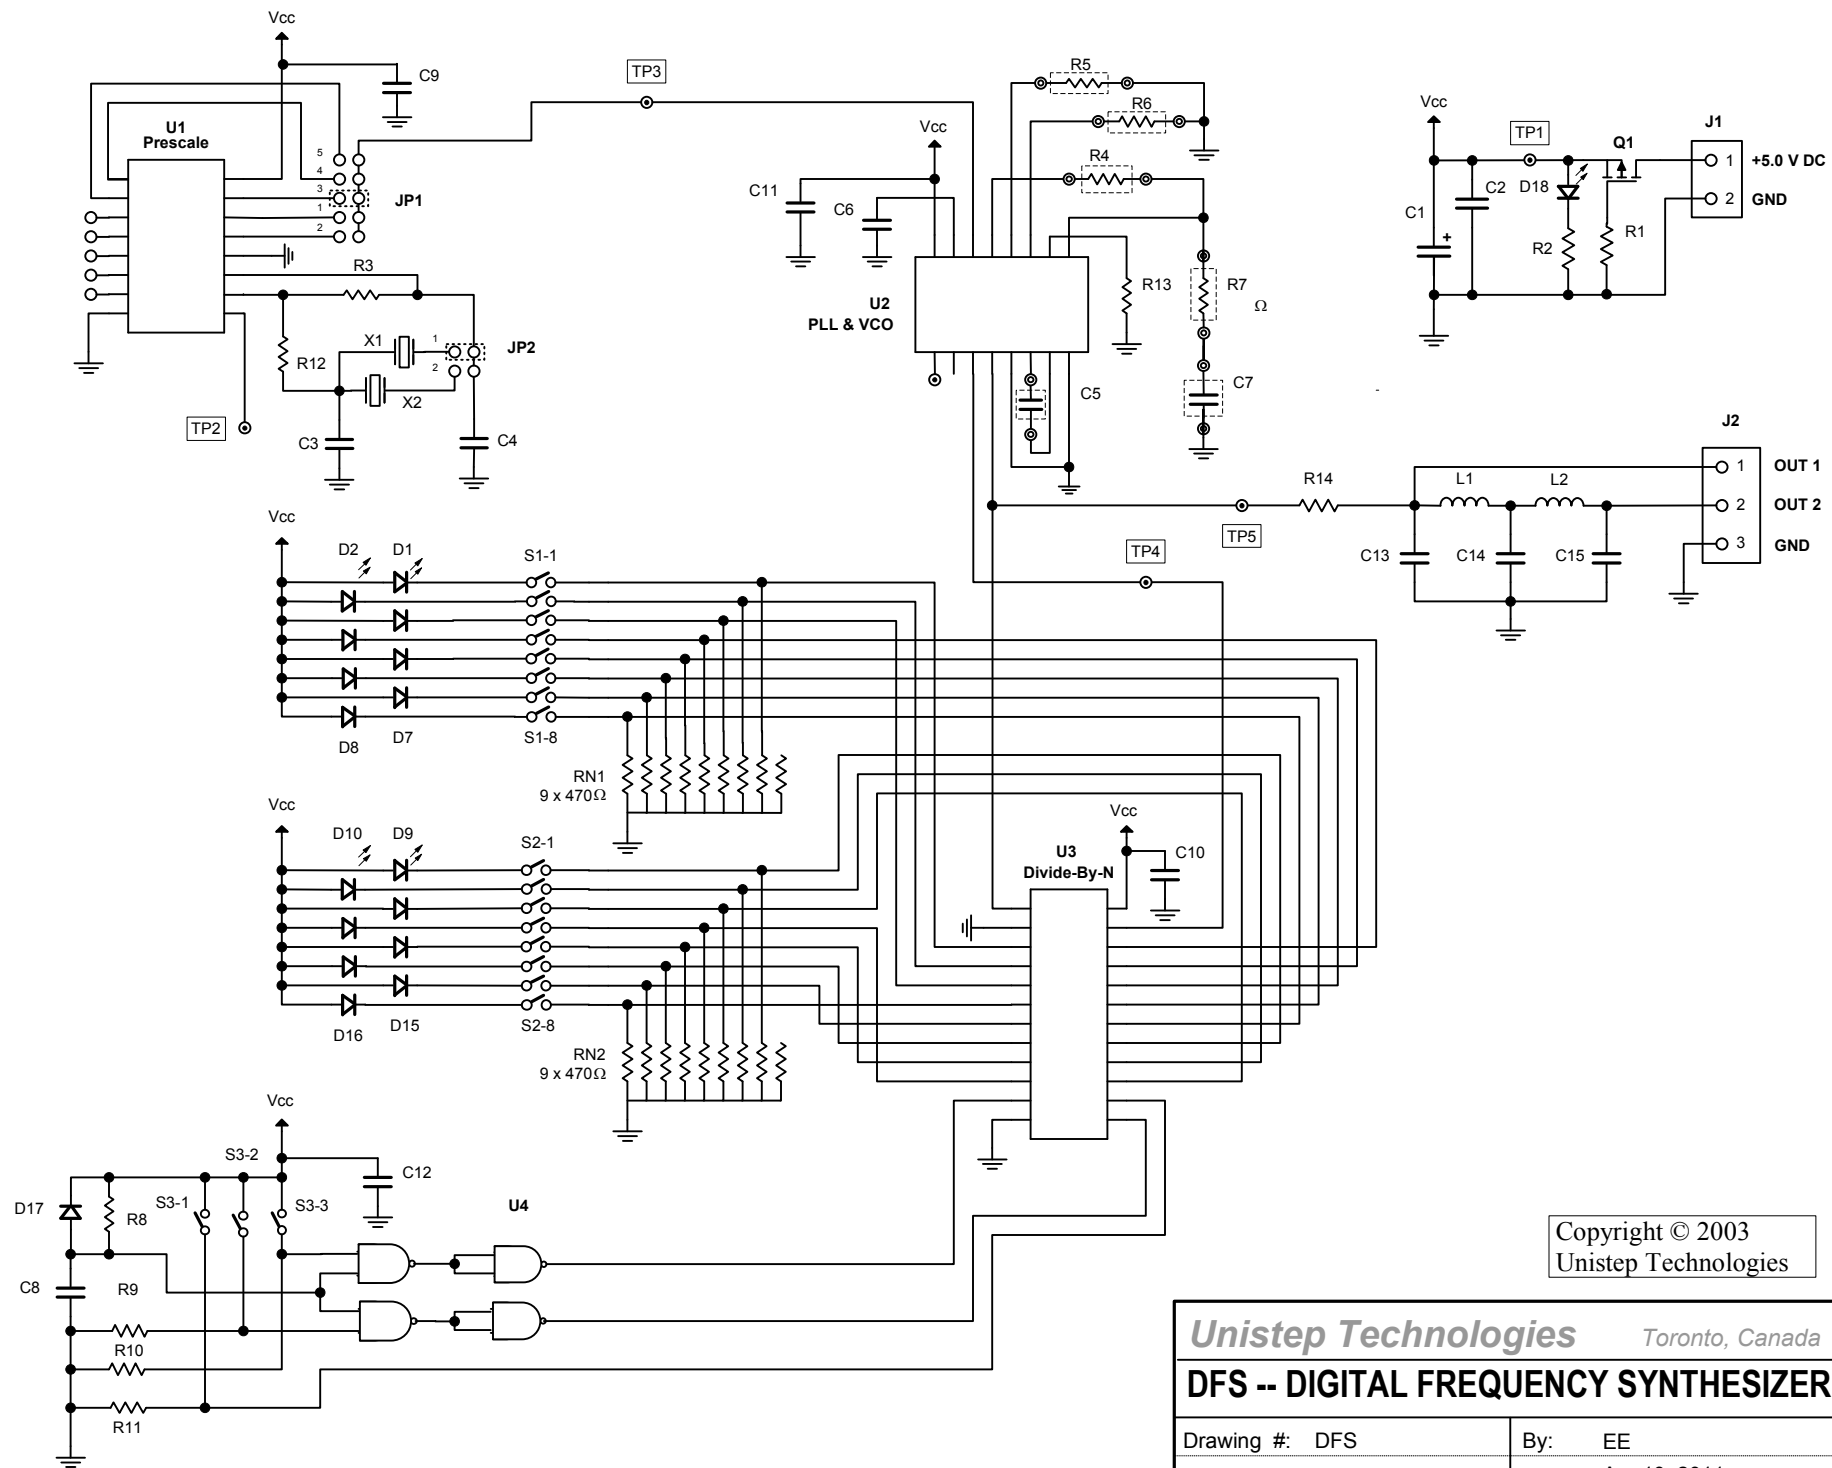 Vcc
C9
TP3
U1
Prescale
5
4
3
1
2
JP1
R3
R12
X1
1
2
JP2
X2
TP2
C3
C4
R5
R6
R4
Vcc
C11
C6
U2
PLL & VCO
R13
R7
Ω
C5
C7
Vcc
TP1
Q1
J1
1
+5.0 V DC
2
GND
C1
+
C2
D18
R2
R1
J2
1
OUT 1
2
OUT 2
3
GND
R14
L1
L2
TP5
C13
C14
C15
TP4
Vcc
D2
D1
S1-1
D8
D7
S1-8
RN1
9 x 470Ω
Vcc
D10
D9
S2-1
D16
D15
S2-8
RN2
9 x 470Ω
Vcc
C10
U3
Divide-By-N
Vcc
C12
S3-2
S3-1
S3-3
D17
R8
U4
C8
R9
R10
R11
Copyright © 2003
Unistep Technologies
Unistep Technologies Toronto, Canada
DFS -- DIGITAL FREQUENCY SYNTHESIZER
Drawing #: DFS
By: EE